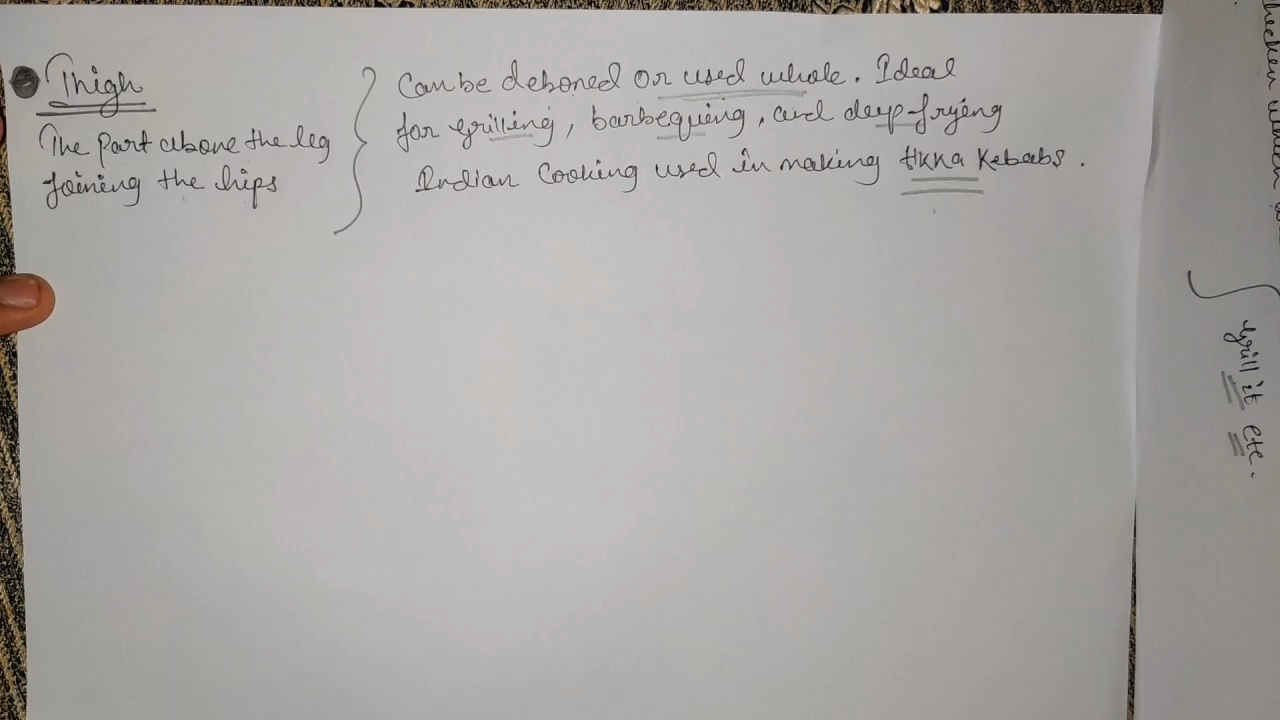 Thigh
The part above the leg
Joining the hips
Can be deboned or used whole. Ideal
for grilling, barbequeing, and deep-frying
Indian Cooking used in making tikka Kebabs.
grill it etc.